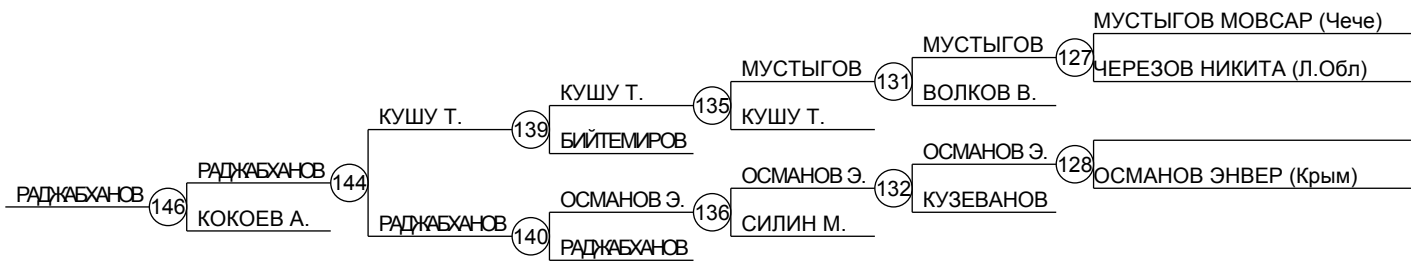 МУСТЫГОВ МОВСАР (Чече)
МУСТЫГОВ 127
ЧЕРЕЗОВ НИКИТА (Л.Обл)
МУСТЫГОВ 131
ВОЛКОВ В.
КУШУ Т. 135
КУШУ Т.
КУШУ Т. 139
БИЙТЕМИРОВ
ОСМАНОВ Э. 128
ОСМАНОВ ЭНВЕР (Крым)
ОСМАНОВ Э. 132
КУЗЕВАНОВ
РАДЖАБХАНОВ 144
РАДЖАБХАНОВ 146
КОКОЕВ А.
ОСМАНОВ Э. 136
СИЛИН М.
РАДЖАБХАНОВ 140
РАДЖАБХАНОВ